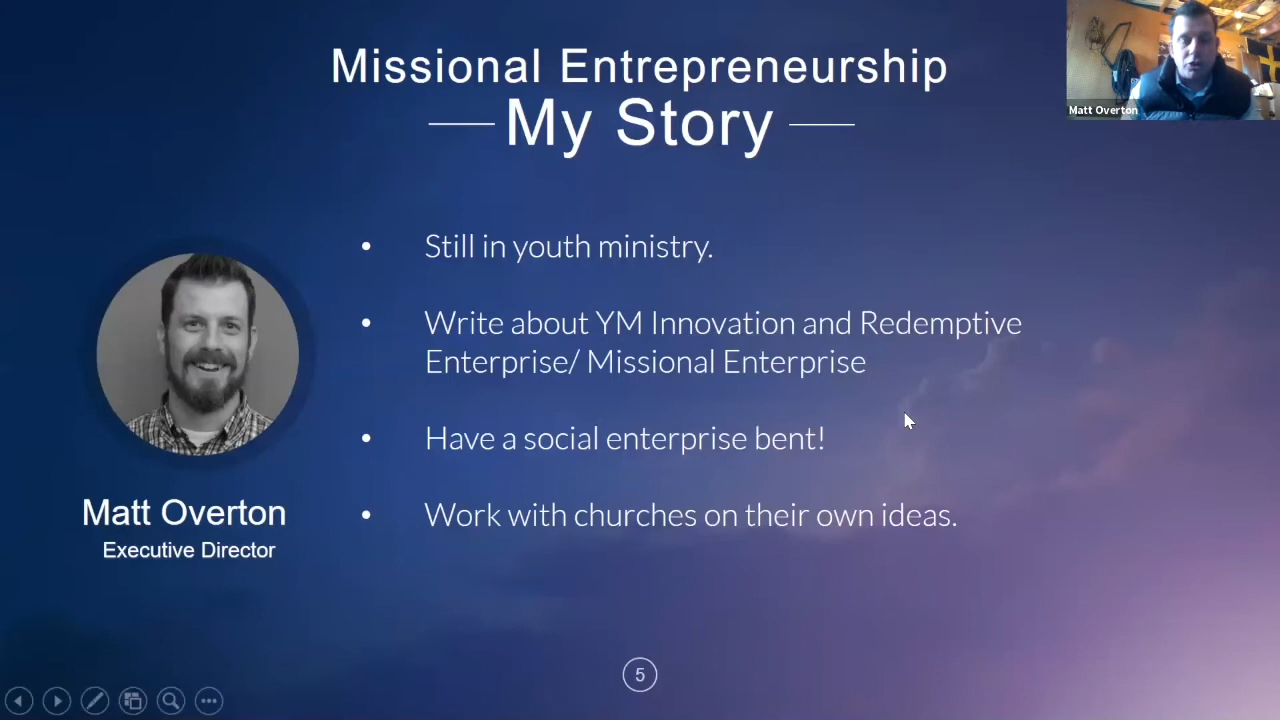 Missional Entrepreneurship
My Story
Matt Overton
• Still in youth ministry.
• Write about YM Innovation and Redemptive
Enterprise/ Missional Enterprise
• Have a social enterprise bent!
• Work with churches on their own ideas.
Matt Overton
Executive Director
5